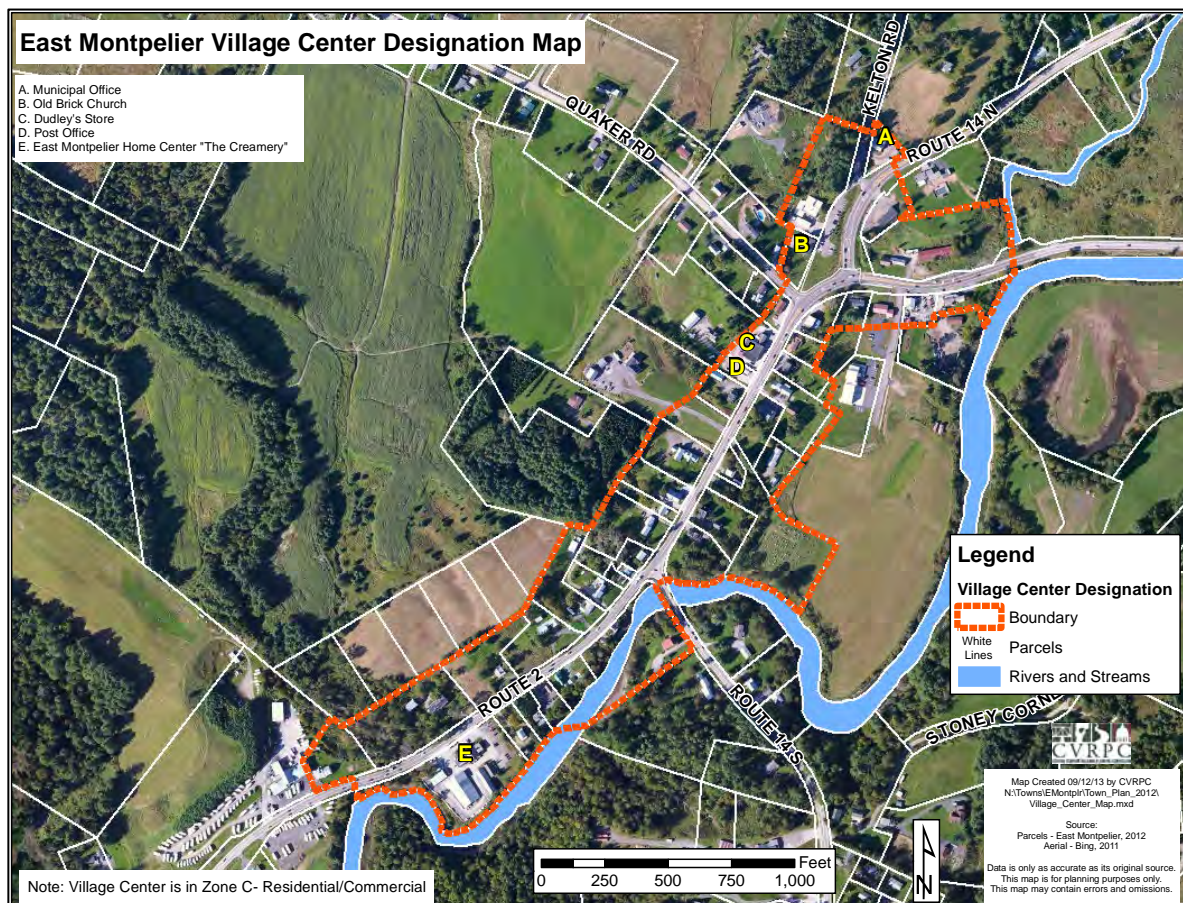 East Montpelier Village Center Designation Map
A. Municipal Office
B. Old Brick Church
C. Dudley's Store
D. Post Office
E. East Montpelier Home Center "The Creamery"
QUAKER RD
KELTON RD
ROUTE 14 N
A
B
C
D
E
ROUTE 2
ROUTE 14 S
STONEY CORNE
Legend
Village Center Designation
Boundary
White
Lines
Parcels
Rivers and Streams
CVRPC
Map Created 09/12/13 by CVRPC
N:\Towns\EMontplr\Town_Plan_2012\
Village_Center_Map.mxd
Source:
Parcels - East Montpelier, 2012
Aerial - Bing, 2011
Data is only as accurate as its original source.
This map is for planning purposes only.
This map may contain errors and omissions.
N
Feet
0 250 500 750 1,000
Note: Village Center is in Zone C- Residential/Commercial